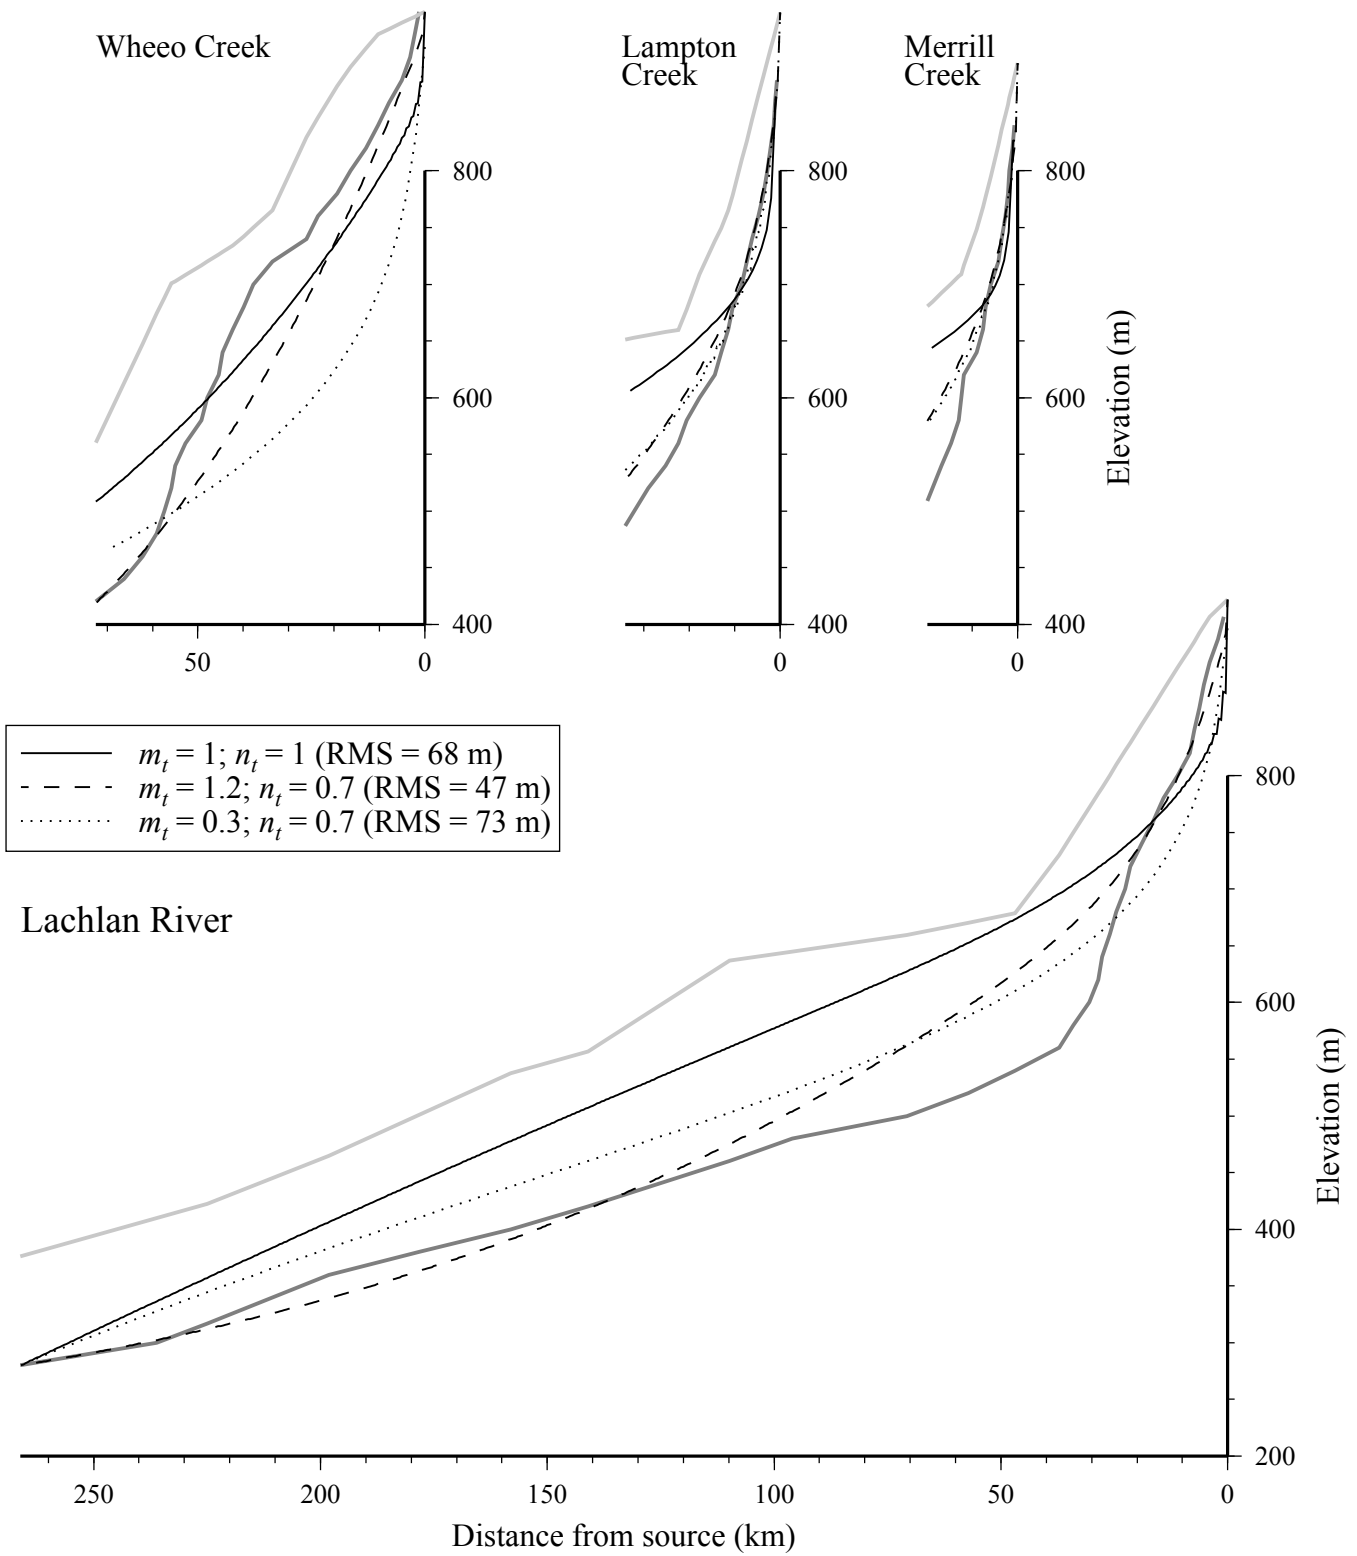 Wheeo Creek
Lampton
Creek
Merrill
Creek
800
800
800
600
600
600
400
400
400
Elevation (m)
50
0
0
0
m_t = 1; n_t = 1 (RMS = 68 m)
m_t = 1.2; n_t = 0.7 (RMS = 47 m)
m_t = 0.3; n_t = 0.7 (RMS = 73 m)
Lachlan River
800
600
400
200
Elevation (m)
250
200
150
100
50
0
Distance from source (km)